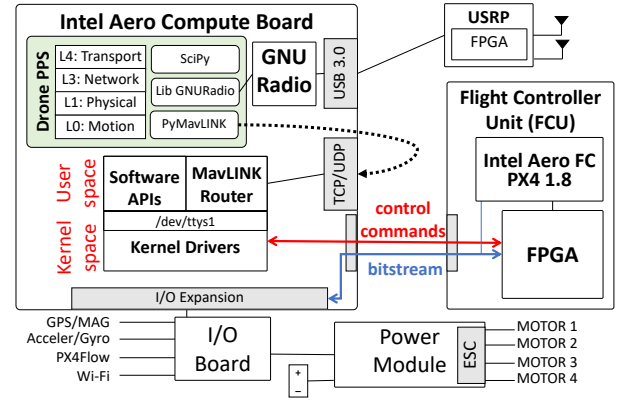 Intel Aero Compute Board
Drone PPS
L4: Transport
L3: Network
L1: Physical
L0: Motion
SciPy
Lib GNURadio
PyMavLINK
GNU
Radio
USB 3.0
USRP
FPGA
Flight Controller
Unit (FCU)
Intel Aero FC
PX4 1.8
FPGA
User
space
Kernel
space
Software
APIs
MavLINK
Router
/dev/ttys1
Kernel Drivers
TCP/UDP
control
commands
bitstream
I/O Expansion
GPS/MAG
Acceler/Gyro
PX4Flow
Wi-Fi
I/O
Board
+
−
Power
Module
ESC
MOTOR 1
MOTOR 2
MOTOR 3
MOTOR 4